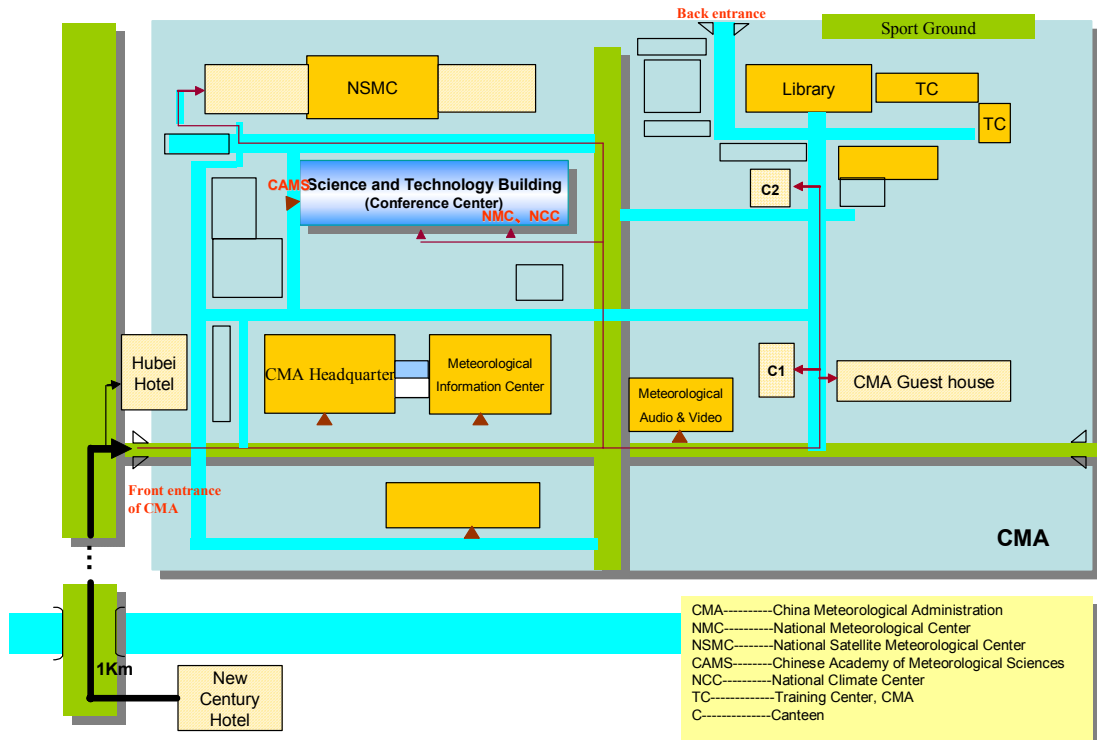 Back entrance
Sport Ground
NSMC
Library
TC
TC
CAMS
Science and Technology Building
(Conference Center)
NMC、NCC
C2
Hubei
Hotel
CMA Headquarter
Meteorological
Information Center
C1
CMA Guest house
Meteorological
Audio & Video
Front entrance
of CMA
CMA
1Km
New
Century
Hotel
CMA----------China Meteorological Administration
NMC----------National Meteorological Center
NSMC--------National Satellite Meteorological Center
CAMS--------Chinese Academy of Meteorological Sciences
NCC----------National Climate Center
TC-------------Training Center, CMA
C--------------Canteen